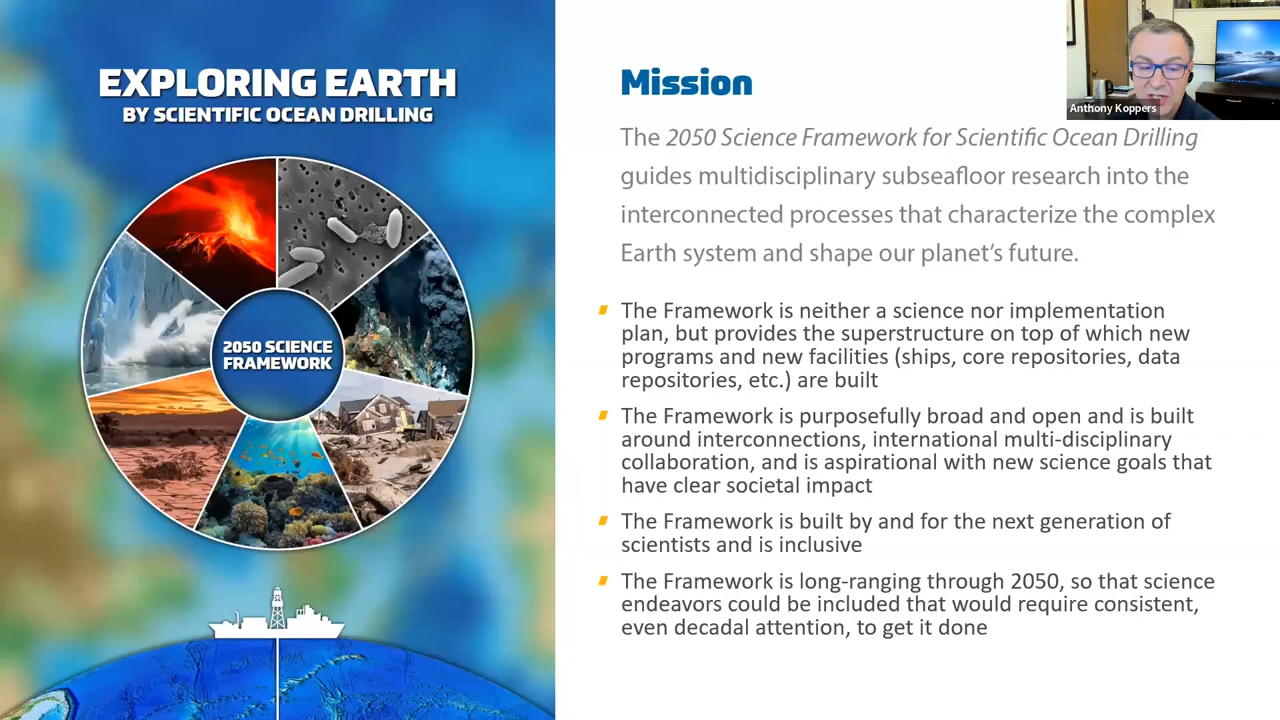 EXPLORING EARTH
BY SCIENTIFIC OCEAN DRILLING
2050 SCIENCE
FRAMEWORK
Mission
The 2050 Science Framework for Scientific Ocean Drilling
guides multidisciplinary subseafloor research into the
interconnected processes that characterize the complex
Earth system and shape our planet's future.
The Framework is neither a science nor implementation
plan, but provides the superstructure on top of which new
programs and new facilities (ships, core repositories, data
repositories, etc.) are built
The Framework is purposefully broad and open and is built
around interconnections, international multi-disciplinary
collaboration, and is aspirational with new science goals that
have clear societal impact
The Framework is built by and for the next generation of
scientists and is inclusive
The Framework is long-ranging through 2050, so that science
endeavors could be included that would require consistent,
even decadal attention, to get it done
Anthony Koppers